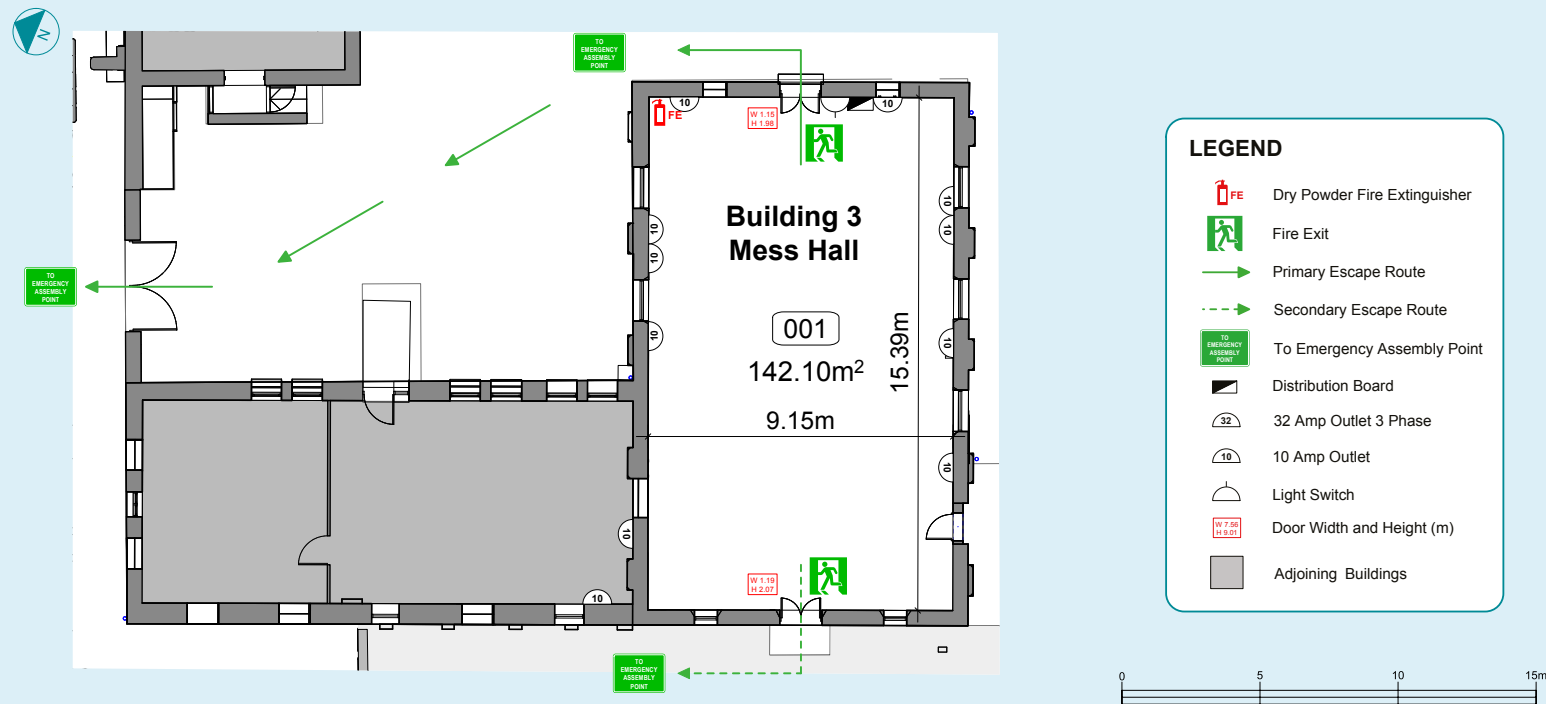 N
TO
EMERGENCY
ASSEMBLY
POINT
10
FE
W 1.15
H 1.98
10
10
10
10
10
10
10
10
Building 3
Mess Hall
001
142.10m²
15.39m
9.15m
TO
EMERGENCY
ASSEMBLY
POINT
10
10
10
W 1.19
H 2.07
TO
EMERGENCY
ASSEMBLY
POINT
LEGEND
FE Dry Powder Fire Extinguisher
Fire Exit
Primary Escape Route
Secondary Escape Route
TO
EMERGENCY
ASSEMBLY
POINT
To Emergency Assembly Point
Distribution Board
32 32 Amp Outlet 3 Phase
10 10 Amp Outlet
Light Switch
W 7.56
H 9.01
Door Width and Height (m)
Adjoining Buildings
0 5 10 15m